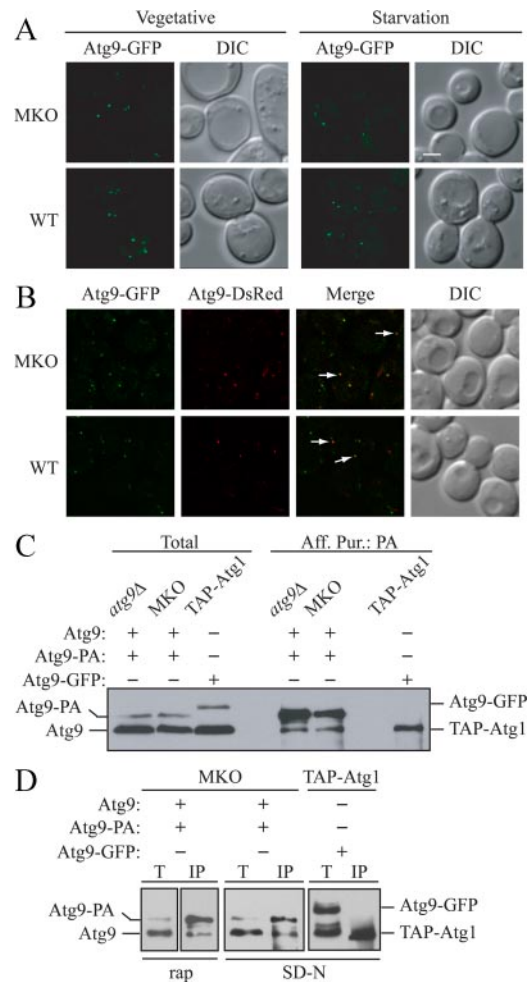 A
Vegetative Starvation
Atg9-GFP DIC Atg9-GFP DIC
MKO
WT
B
Atg9-GFP Atg9-DsRed Merge DIC
MKO
WT
C
Total Aff. Pur.: PA
atg9Δ MKO TAP-Atg1 atg9Δ MKO TAP-Atg1
Atg9: + + – + + –
Atg9-PA: + + – + + –
Atg9-GFP: – – + – – +
Atg9-PA Atg9-GFP
Atg9 TAP-Atg1
D
MKO TAP-Atg1
Atg9: + + –
Atg9-PA: + + –
Atg9-GFP: – – +
T IP T IP T IP
Atg9-PA Atg9-GFP
Atg9 TAP-Atg1
rap SD-N